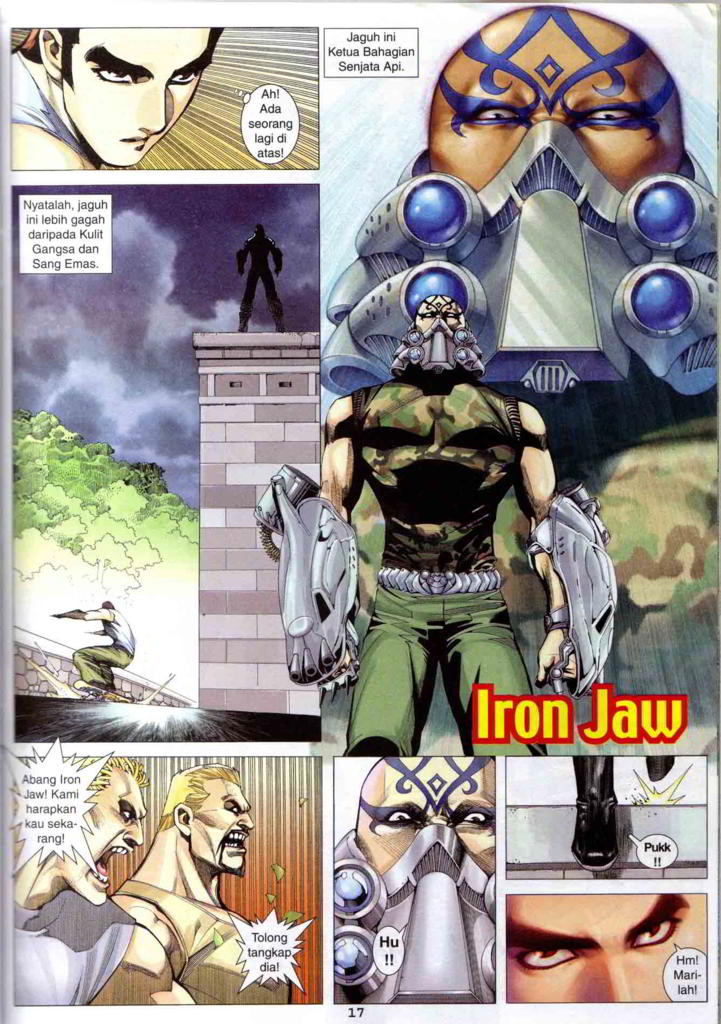 Ah!
Ada
seorang
lagi di
atas!
Jaguh ini
Ketua Bahagian
Senjata Api.
Nyatalah, jaguh
ini lebih gagah
daripada Kulit
Gangsa dan
Sang Emas.
Iron Jaw
Abang Iron
Jaw! Kami
harapkan
kau seka-
rang!
Tolong
tangkap
dia!
Hu
!!
Pukk
!!
Hm!
Mari-
lah!
17